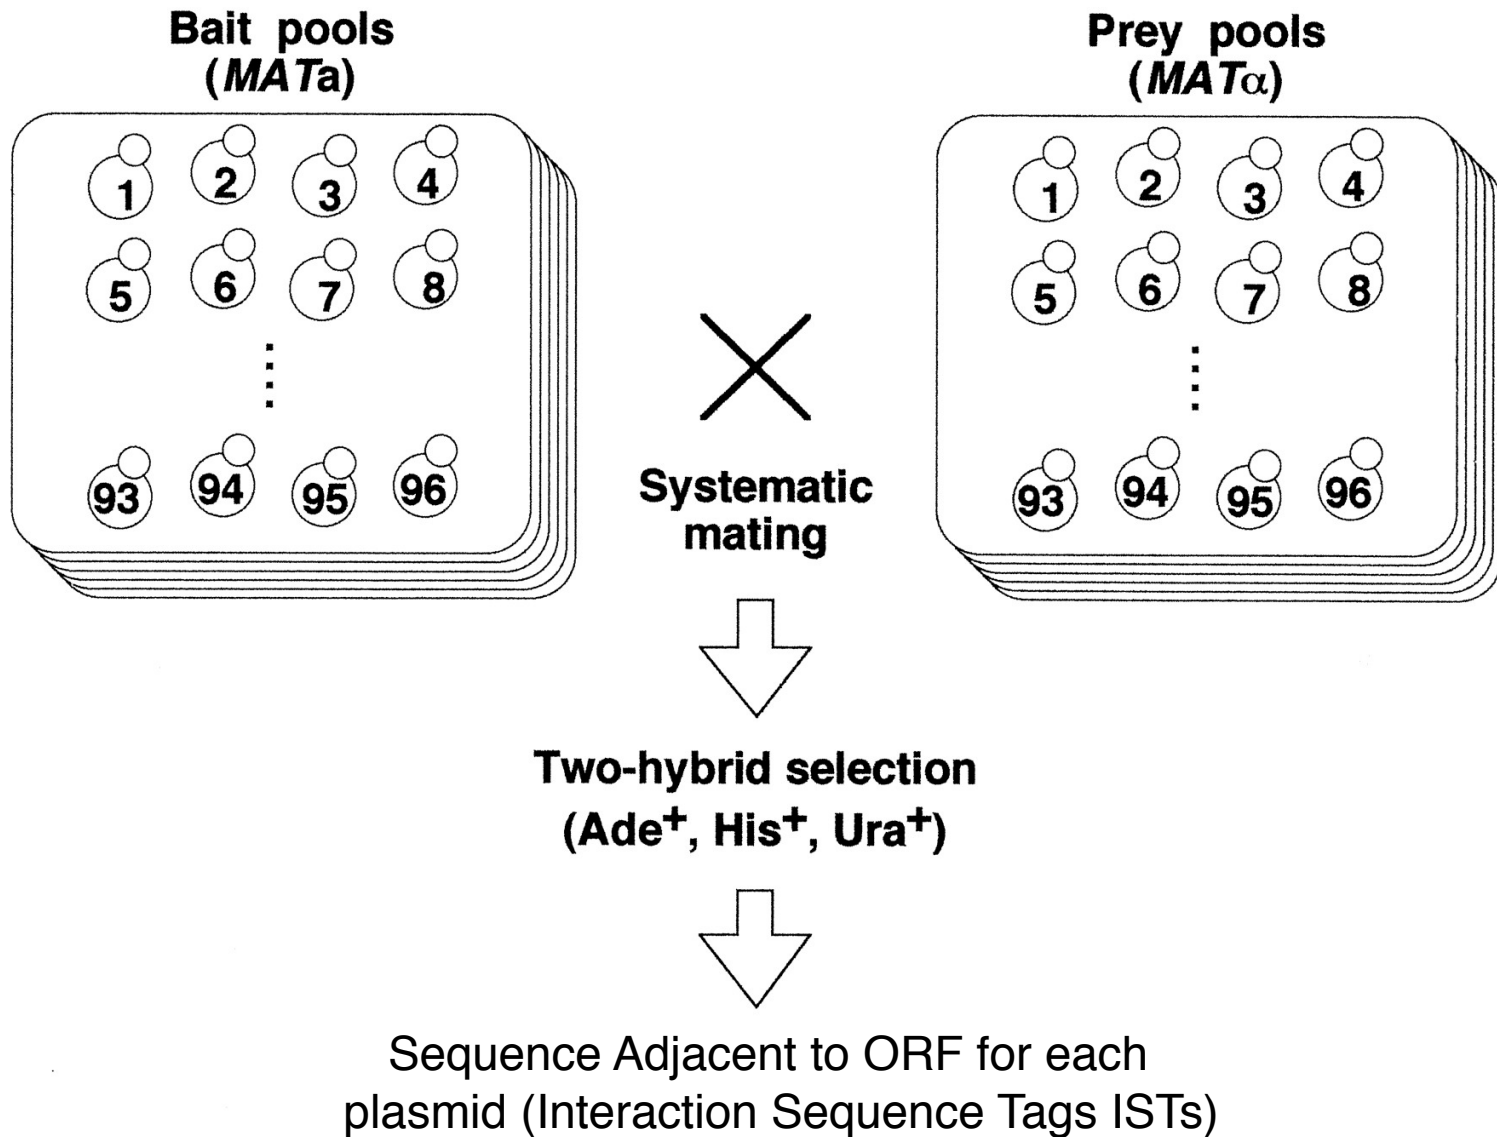 Bait pools
(MATa)
Prey pools
(MATα)
1 2 3 4
5 6 7 8
93 94 95 96
1 2 3 4
5 6 7 8
93 94 95 96
Systematic
mating
Two-hybrid selection
(Ade+, His+, Ura+)
Sequence Adjacent to ORF for each
plasmid (Interaction Sequence Tags ISTs)